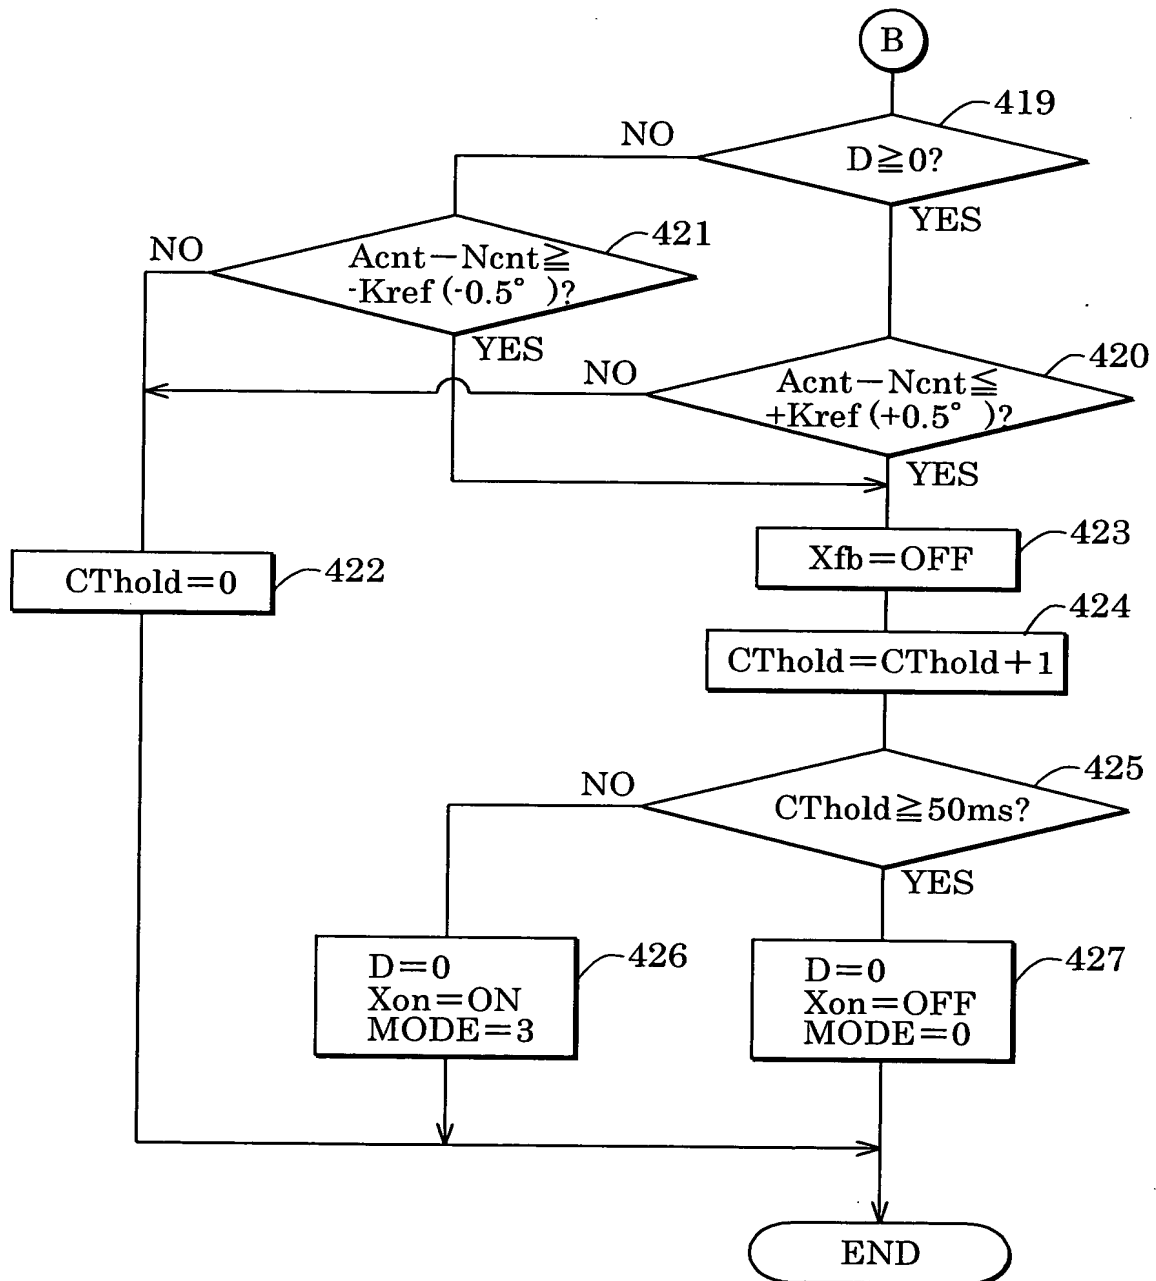 B
419
D≧0?
NO
YES
421
Acnt−Ncnt≧
-Kref (-0.5° )?
NO
YES
420
Acnt−Ncnt≦
+Kref (+0.5° )?
NO
YES
423
Xfb=OFF
422
CThold=0
424
CThold=CThold+1
425
CThold≧50ms?
NO
YES
426
D=0
Xon=ON
MODE=3
427
D=0
Xon=OFF
MODE=0
END